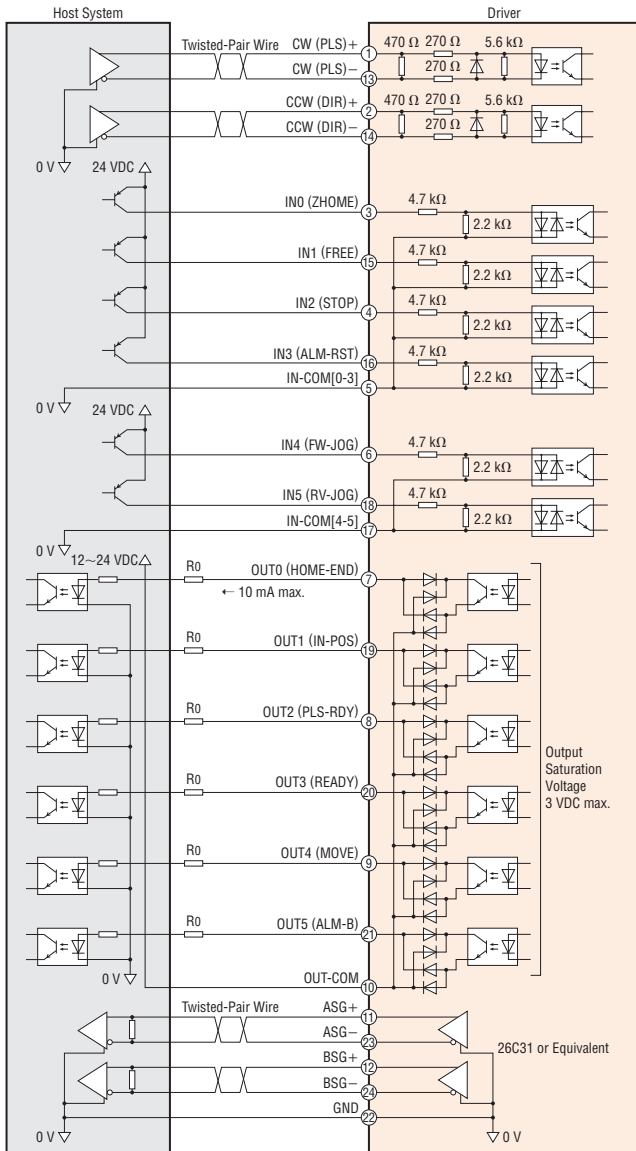 Host System
Driver
Twisted-Pair Wire
CW (PLS)+
1
470 Ω 270 Ω 5.6 kΩ
CW (PLS)−
13
270 Ω
CCW (DIR)+
2
470 Ω 270 Ω 5.6 kΩ
CCW (DIR)−
14
270 Ω
0 V
24 VDC
IN0 (ZHOME)
3
4.7 kΩ
2.2 kΩ
IN1 (FREE)
15
4.7 kΩ
2.2 kΩ
IN2 (STOP)
4
4.7 kΩ
2.2 kΩ
IN3 (ALM-RST)
16
4.7 kΩ
IN-COM[0-3]
5
2.2 kΩ
0 V
24 VDC
IN4 (FW-JOG)
6
4.7 kΩ
2.2 kΩ
IN5 (RV-JOG)
18
4.7 kΩ
IN-COM[4-5]
17
2.2 kΩ
0 V
12~24 VDC
R0
OUT0 (HOME-END)
7
← 10 mA max.
R0
OUT1 (IN-POS)
19
R0
OUT2 (PLS-RDY)
8
Output
Saturation
Voltage
3 VDC max.
R0
OUT3 (READY)
20
R0
OUT4 (MOVE)
9
R0
OUT5 (ALM-B)
21
0 V
OUT-COM
10
Twisted-Pair Wire
ASG+
11
ASG−
23
26C31 or Equivalent
BSG+
12
BSG−
24
GND
22
0 V
0 V